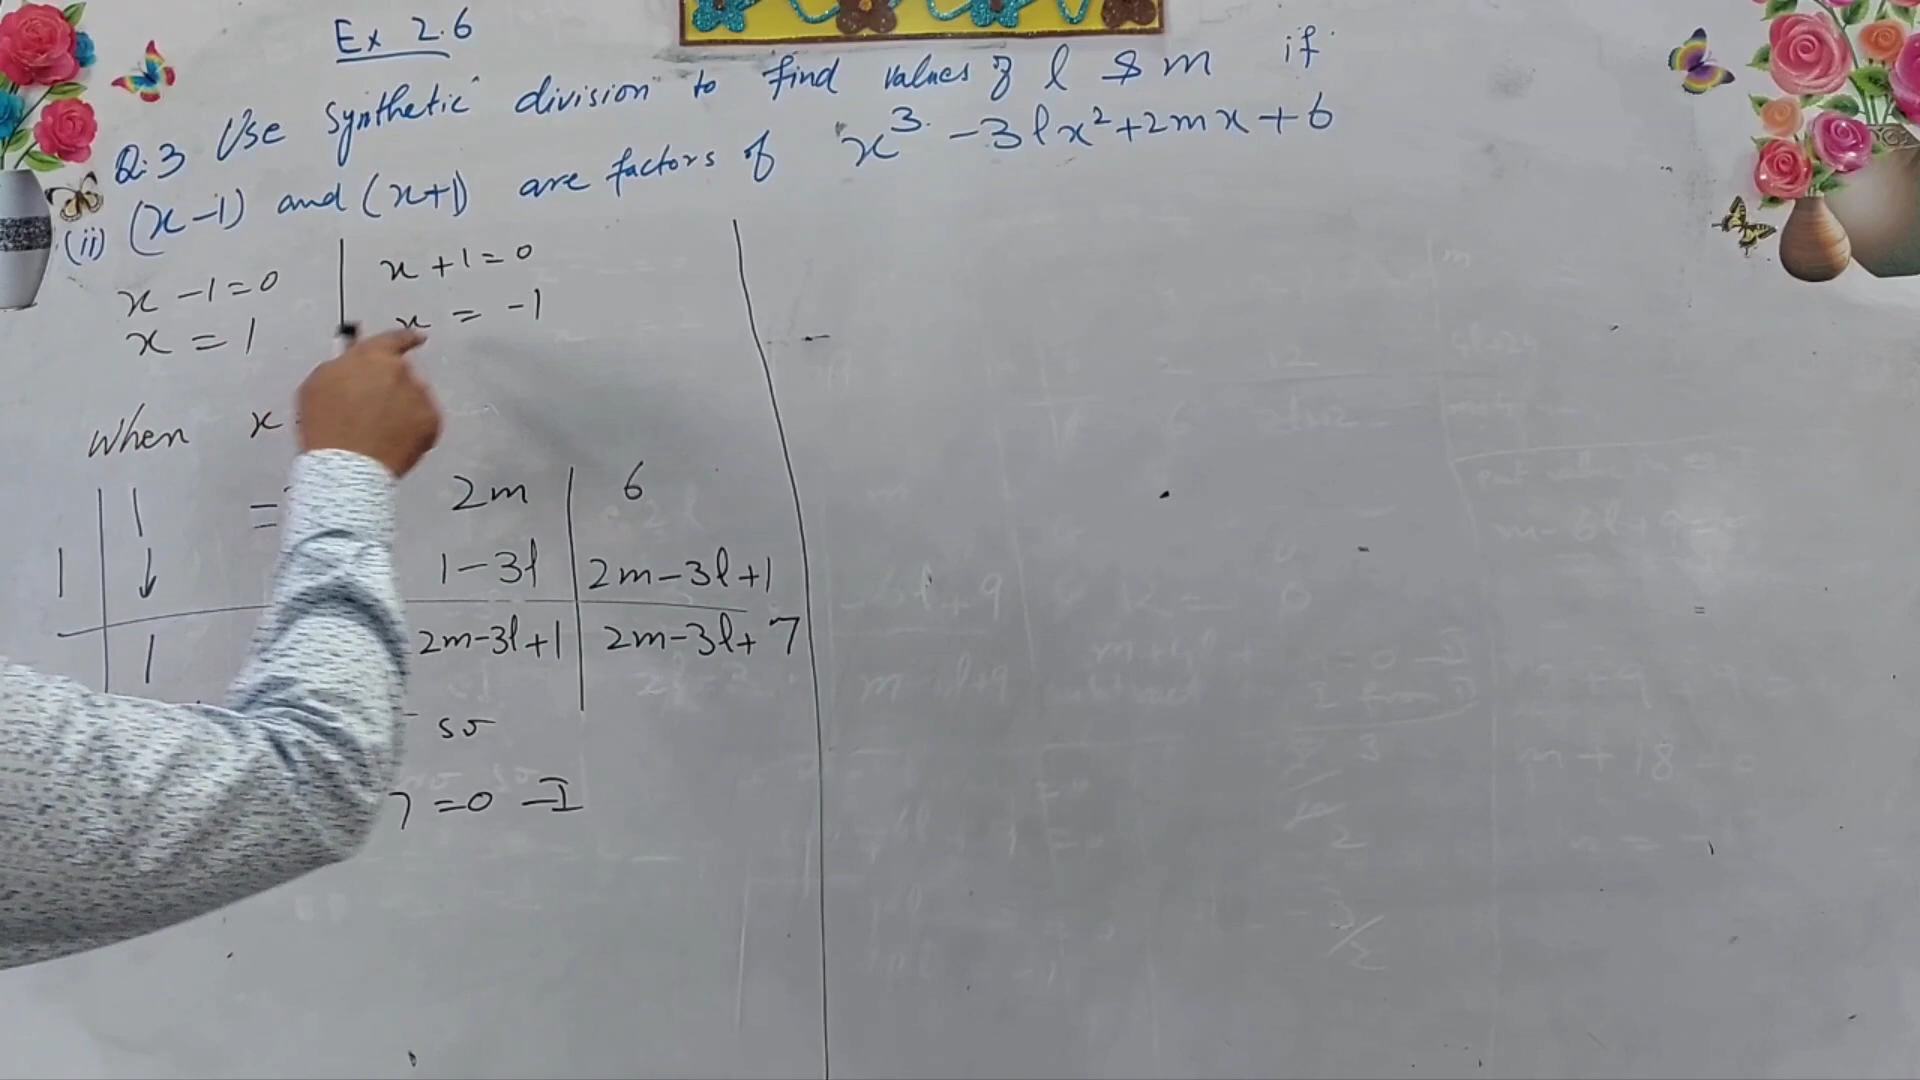 Ex 2.6
Q.3 Use Synthetic division to find values of l & m if
(ii) (x-1) and (x+1) are factors of x³-3lx²+2mx+6
x-1=0 | x+1=0
x=1 | x=-1
When x
1 | 1 2m | 6
↓ 1-3l | 2m-3l+1
1 2m-3l+1 | 2m-3l+7
so
7=0 -I